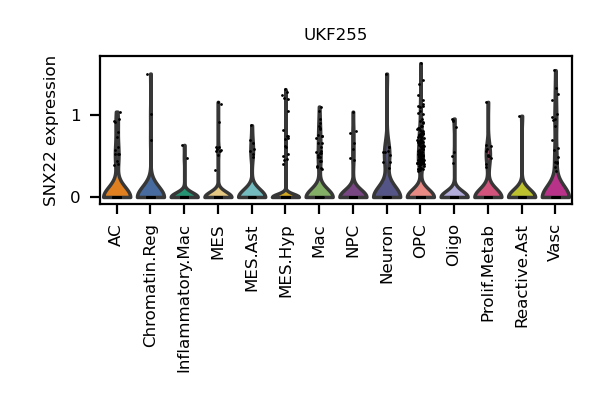 UKF255
SNX22 expression
1
0
AC
Chromatin.Reg
Inflammatory.Mac
MES
MES.Ast
MES.Hyp
Mac
NPC
Neuron
OPC
Oligo
Prolif.Metab
Reactive.Ast
Vasc